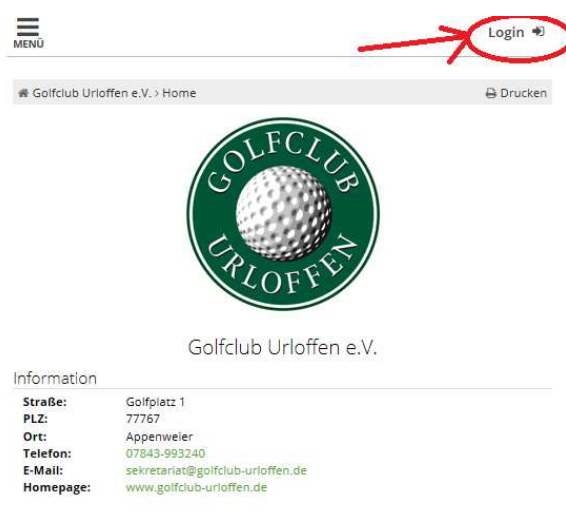 MENÜ
Login
Golfclub Urloffen e.V. › Home
Drucken
GOLFCLUB
URLOFFEN
Golfclub Urloffen e.V.
Information
Straße: Golfplatz 1
PLZ: 77767
Ort: Appenweier
Telefon: 07843-993240
E-Mail: sekretariat@golfclub-urloffen.de
Homepage: www.golfclub-urloffen.de